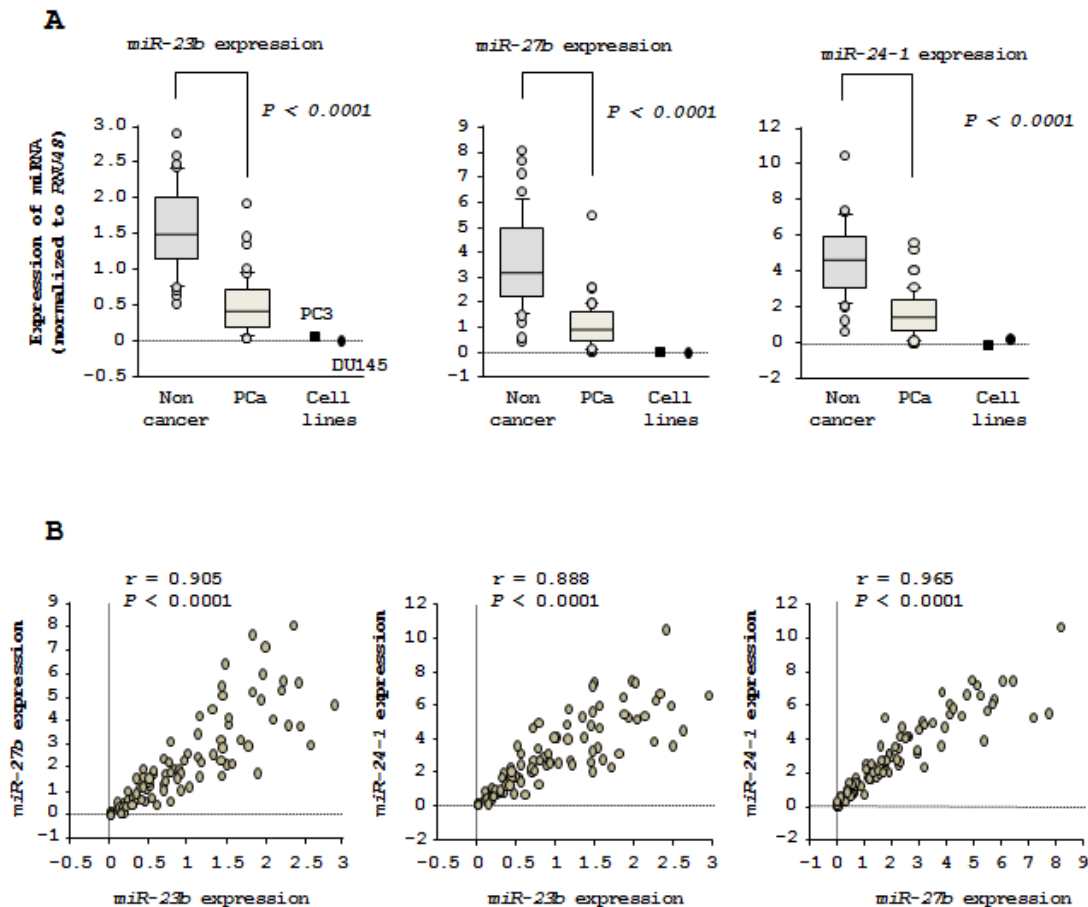 A
miR-23b expression
miR-27b expression
miR-24-1 expression
P < 0.0001
P < 0.0001
P < 0.0001
Expression of miRNA
(normalized to RNU48)
3.0
2.5
2.0
1.5
1.0
0.5
0
−0.5
PC3
DU145
Non
cancer
PCa
Cell
lines
9
8
7
6
5
4
3
2
1
0
−1
Non
cancer
PCa
Cell
lines
12
10
8
6
4
2
0
−2
Non
cancer
PCa
Cell
lines
B
r = 0.905
P < 0.0001
miR-27b expression
9
8
7
6
5
4
3
2
1
0
−1
−0.5 0 0.5 1 1.5 2 2.5 3
miR-23b expression
r = 0.888
P < 0.0001
miR-24-1 expression
12
10
8
6
4
2
0
−2
−0.5 0 0.5 1 1.5 2 2.5 3
miR-23b expression
r = 0.965
P < 0.0001
miR-24-1 expression
12
10
8
6
4
2
0
−2
−1 0 1 2 3 4 5 6 7 8 9
miR-27b expression